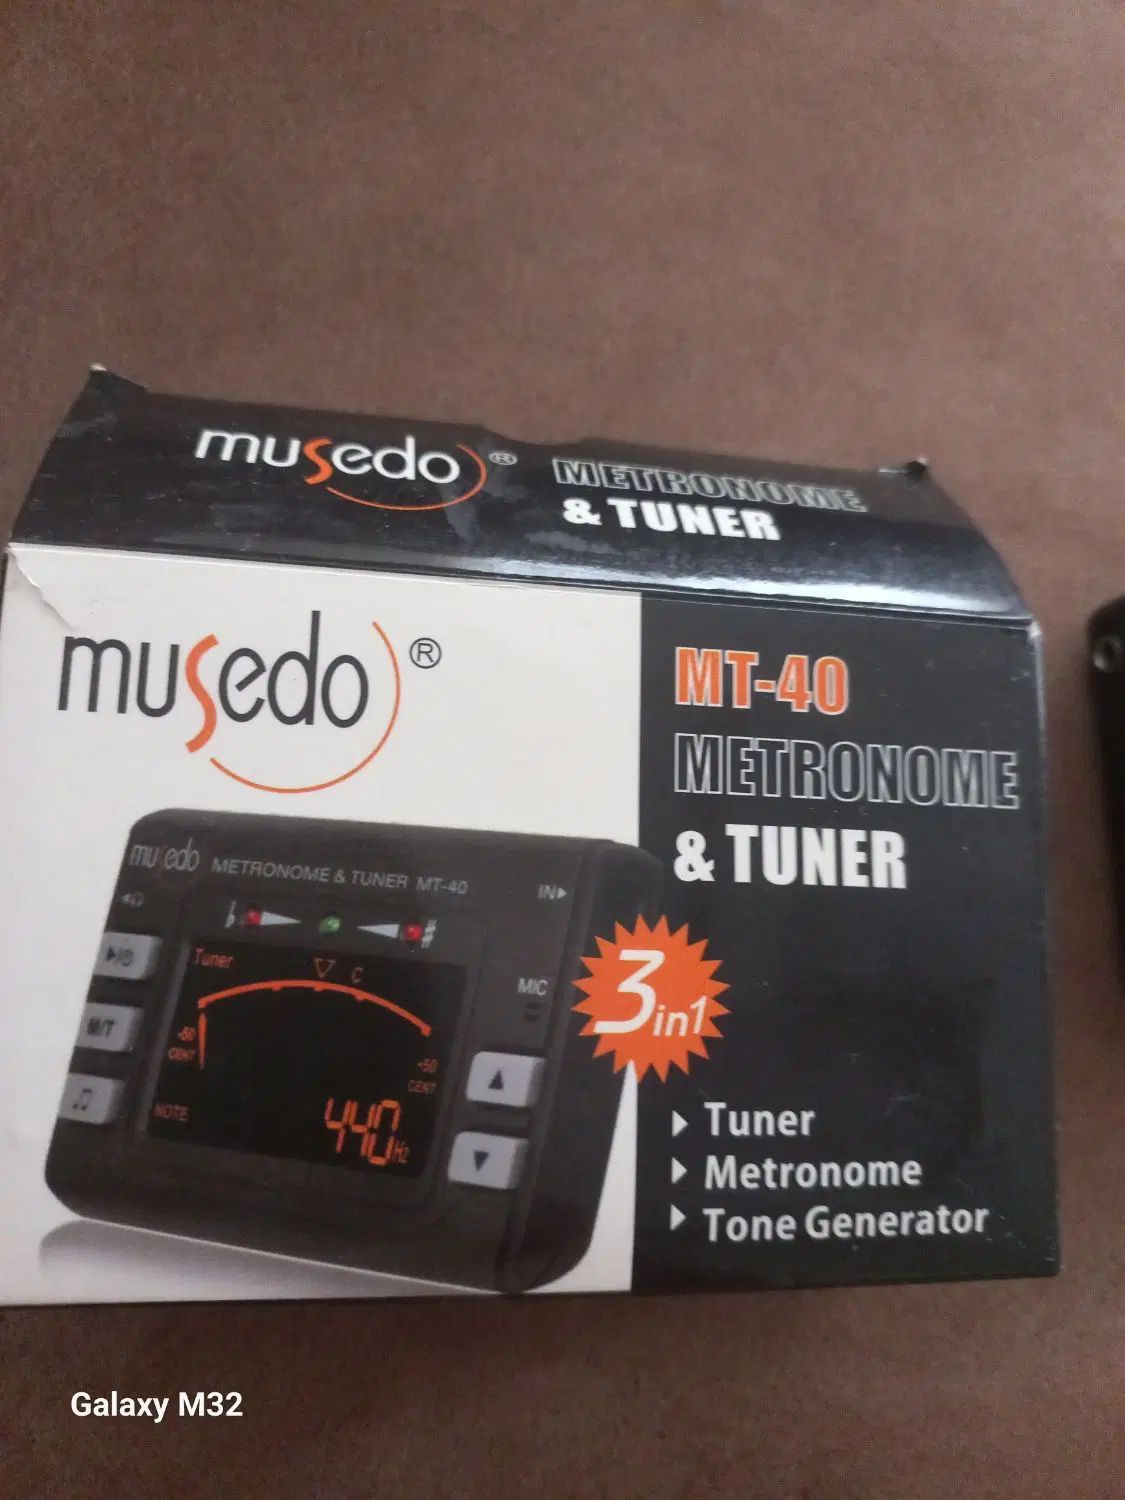 musedo®
METRONOME
& TUNER
musedo®
MT-40
METRONOME
& TUNER
musedo METRONOME & TUNER MT-40
IN
Tuner
C
MIC
-50
CENT
+50
CENT
M/T
NOTE
440Hz
3in1
Tuner
Metronome
Tone Generator
Galaxy M32